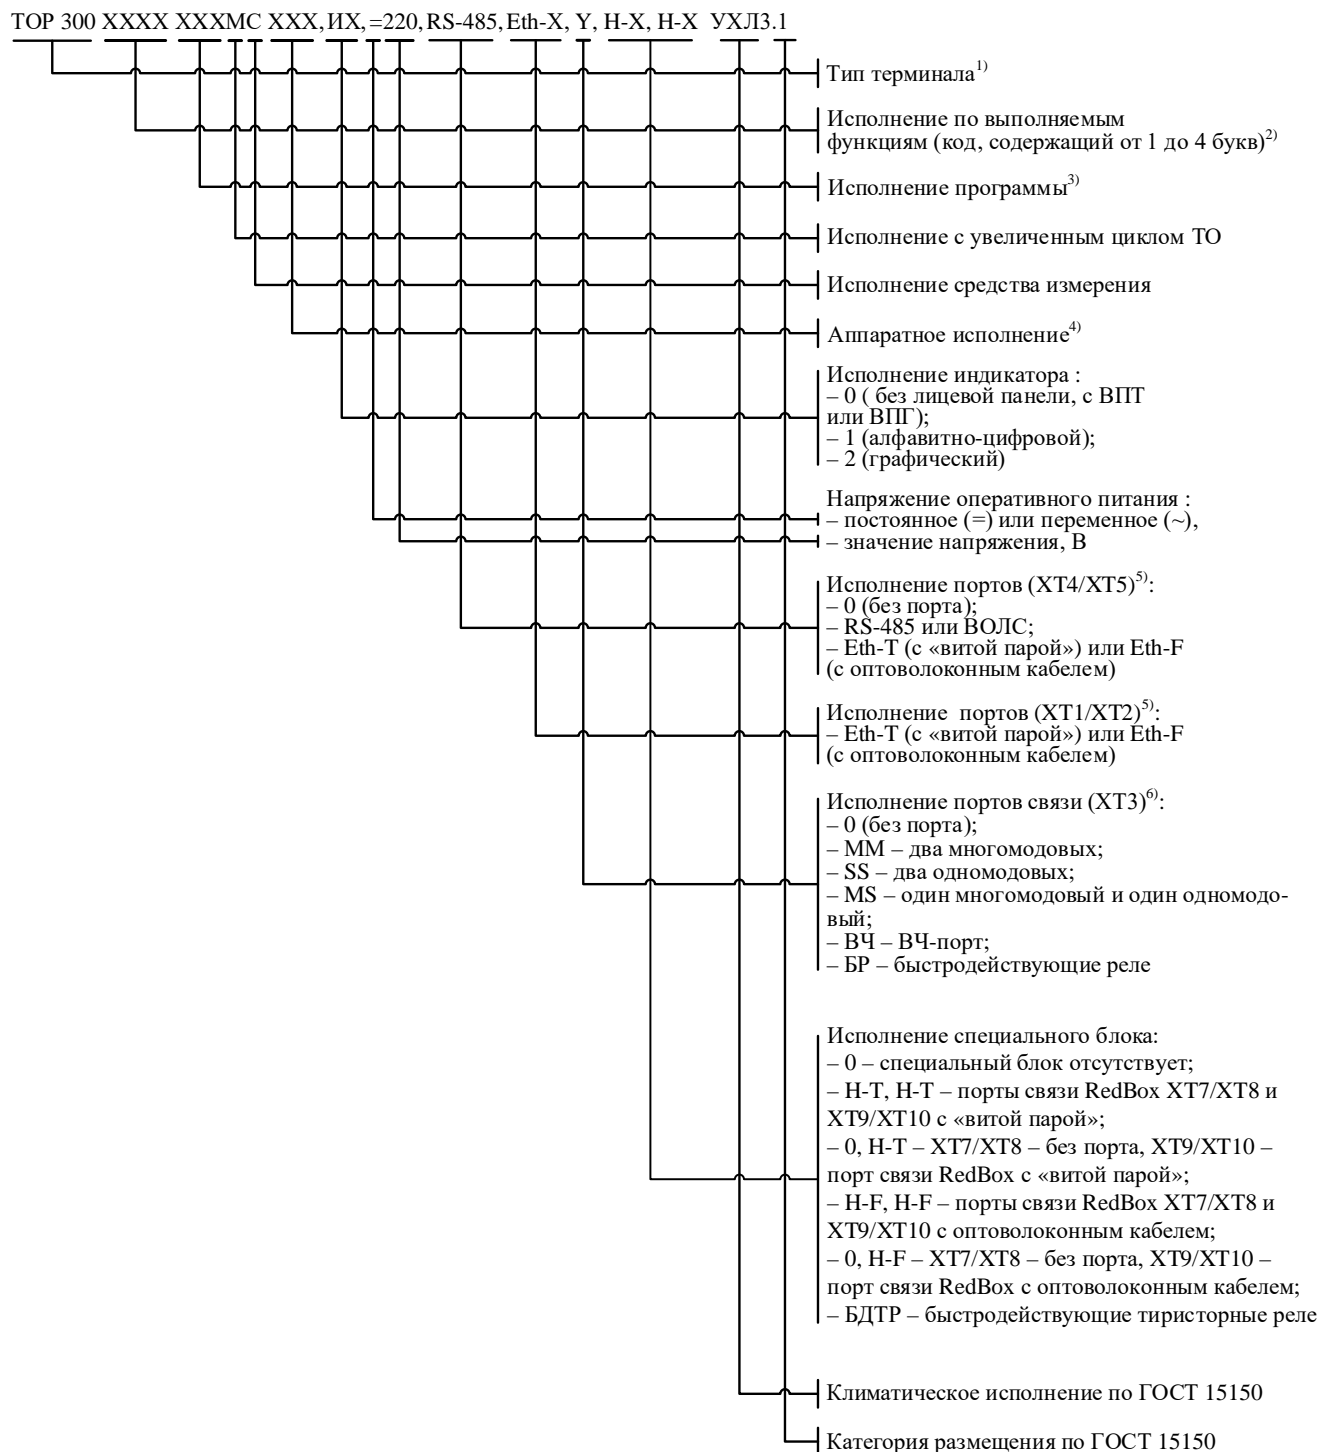 ТОР 300 XXXX XXXМС XXX, ИХ, =220, RS-485, Eth-X, Y, Н-Х, Н-Х УХЛ3.1
Тип терминала1)
Исполнение по выполняемым
функциям (код, содержащий от 1 до 4 букв)2)
Исполнение программы3)
Исполнение с увеличенным циклом ТО
Исполнение средства измерения
Аппаратное исполнение4)
Исполнение индикатора :
– 0 ( без лицевой панели, с ВПТ
или ВПГ);
– 1 (алфавитно-цифровой);
– 2 (графический)
Напряжение оперативного питания :
– постоянное (=) или переменное (~),
– значение напряжения, В
Исполнение портов (XT4/XT5)5):
– 0 (без порта);
– RS-485 или ВОЛС;
– Eth-T (с «витой парой») или Eth-F
(с оптоволоконным кабелем)
Исполнение портов (XT1/XT2)5):
– Eth-T (с «витой парой») или Eth-F
(с оптоволоконным кабелем)
Исполнение портов связи (XT3)6):
– 0 (без порта);
– MM – два многомодовых;
– SS – два одномодовых;
– MS – один многомодовый и один одномодо-
вый;
– ВЧ – ВЧ-порт;
– БР – быстродействующие реле
Исполнение специального блока:
– 0 – специальный блок отсутствует;
– Н-Т, Н-Т – порты связи RedBox XT7/XT8 и
XT9/XT10 с «витой парой»;
– 0, Н-Т – XT7/XT8 – без порта, XT9/XT10 –
порт связи RedBox с «витой парой»;
– H-F, H-F – порты связи RedBox XT7/XT8 и
XT9/XT10 с оптоволоконным кабелем;
– 0, H-F – XT7/XT8 – без порта, XT9/XT10 –
порт связи RedBox с оптоволоконным кабелем;
– БДТР – быстродействующие тиристорные реле
Климатическое исполнение по ГОСТ 15150
Категория размещения по ГОСТ 15150